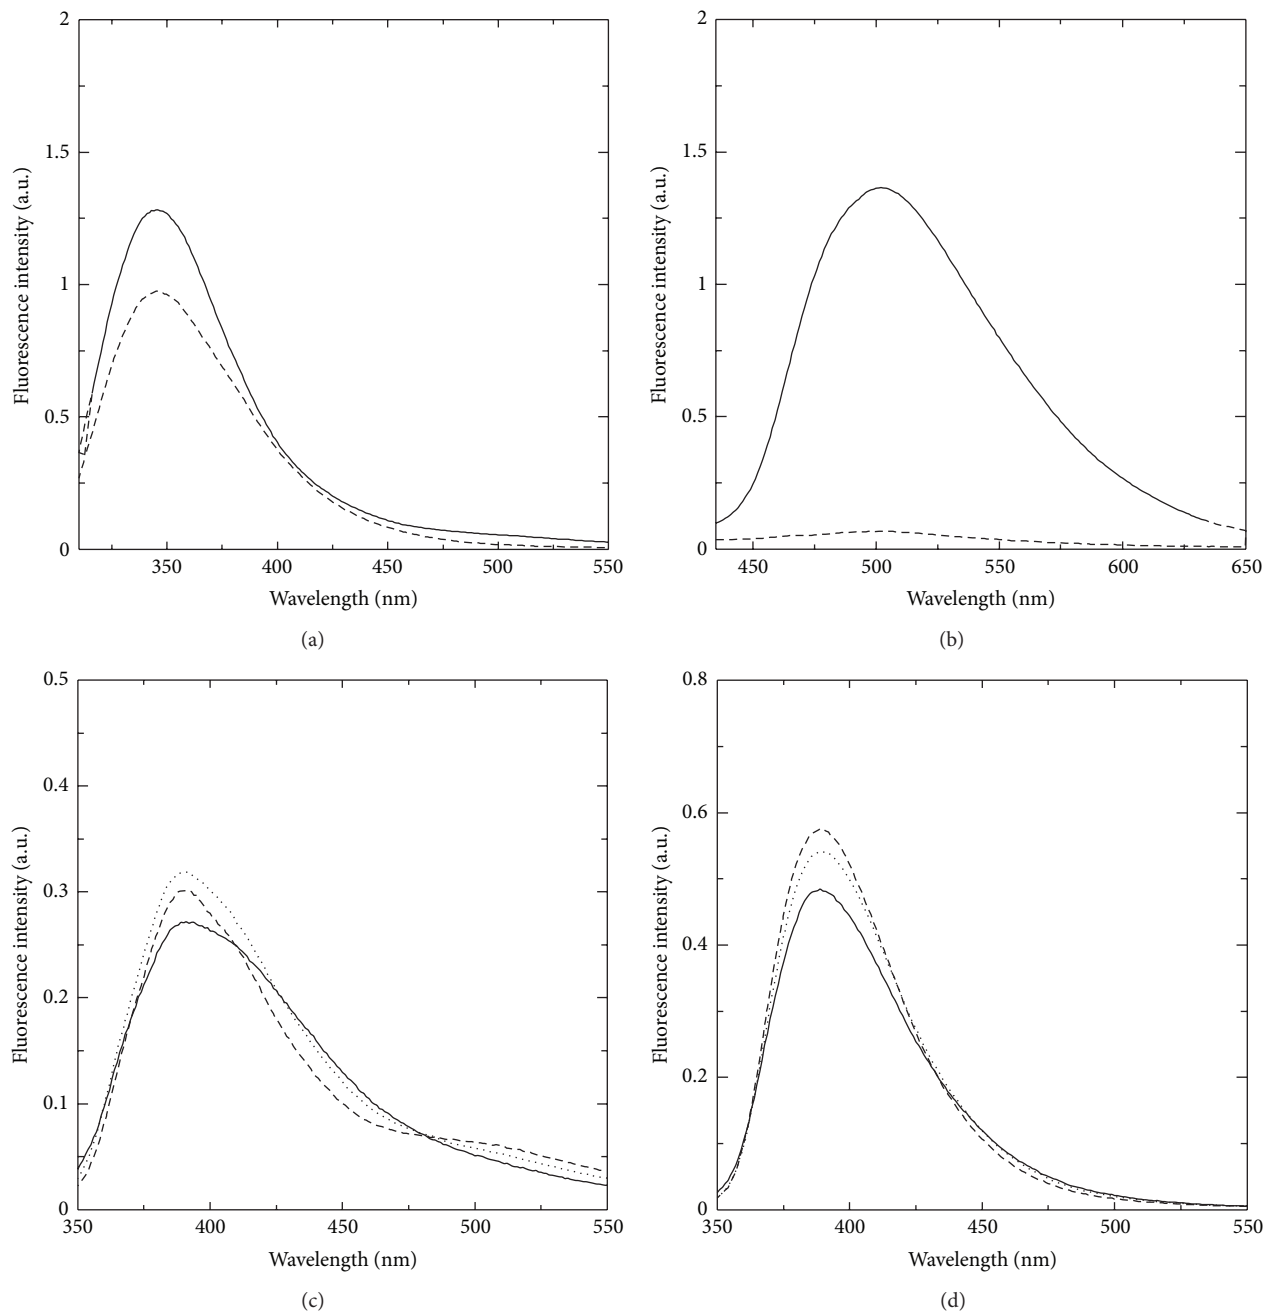 2
1.5
1
0.5
0
Fluorescence intensity (a.u.)
350 400 450 500 550
Wavelength (nm)
(a)
2
1.5
1
0.5
0
Fluorescence intensity (a.u.)
450 500 550 600 650
Wavelength (nm)
(b)
0.5
0.4
0.3
0.2
0.1
0
Fluorescence intensity (a.u.)
350 400 450 500 550
Wavelength (nm)
(c)
0.8
0.6
0.4
0.2
0
Fluorescence intensity (a.u.)
350 400 450 500 550
Wavelength (nm)
(d)